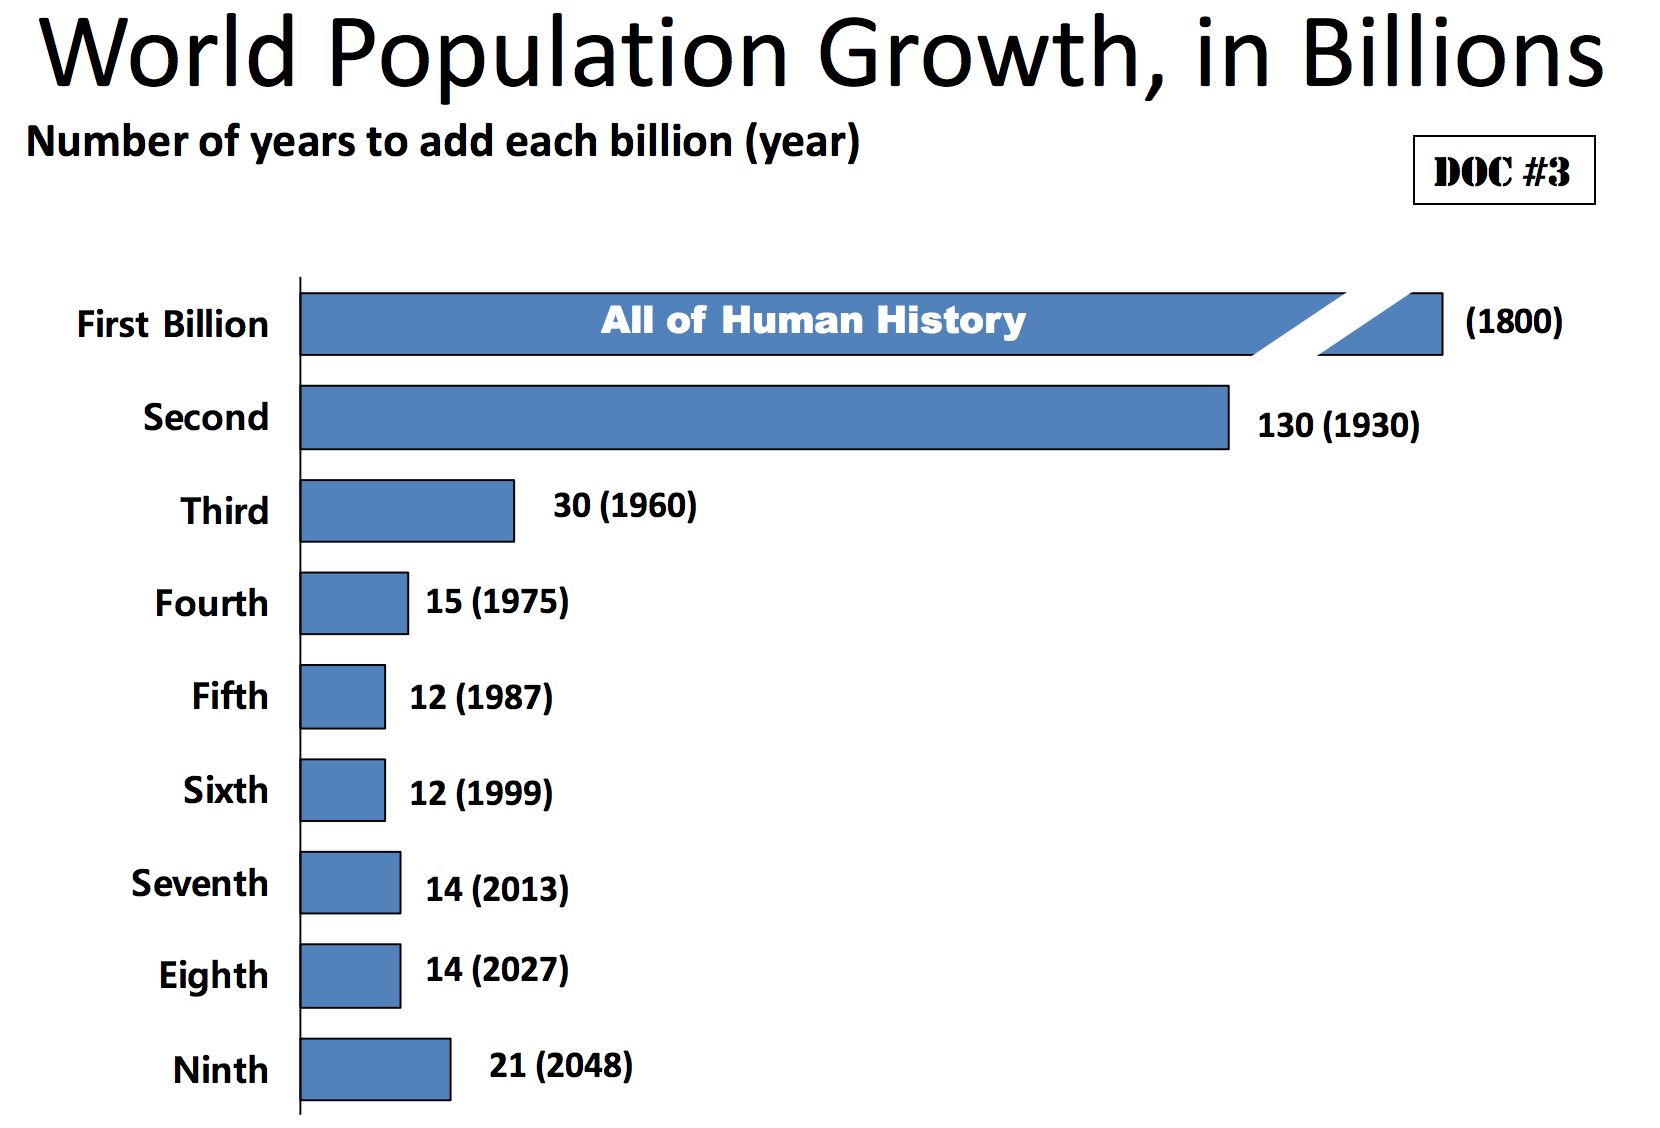 World Population Growth, in Billions
Number of years to add each billion (year)
DOC #3
First Billion All of Human History (1800)
Second 130 (1930)
Third 30 (1960)
Fourth 15 (1975)
Fifth 12 (1987)
Sixth 12 (1999)
Seventh 14 (2013)
Eighth 14 (2027)
Ninth 21 (2048)